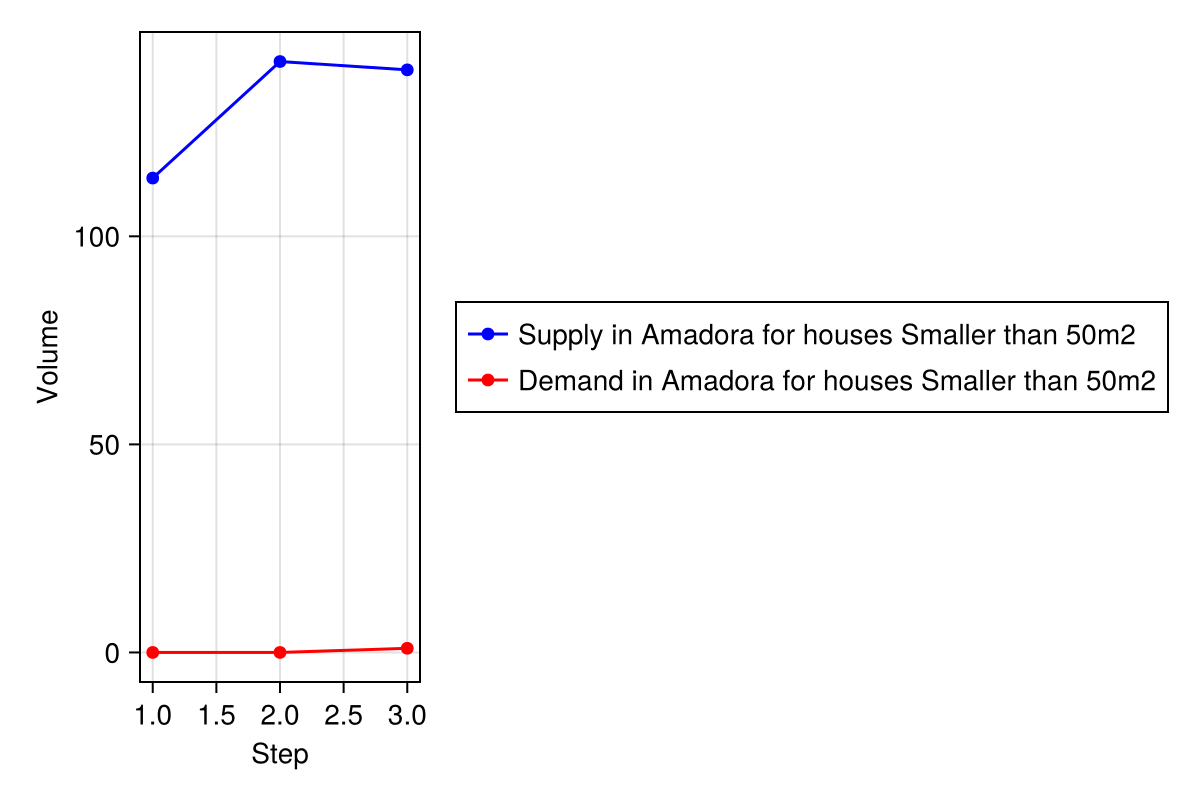 100
50
0
Volume
1.0 1.5 2.0 2.5 3.0
Step
Supply in Amadora for houses Smaller than 50m2
Demand in Amadora for houses Smaller than 50m2